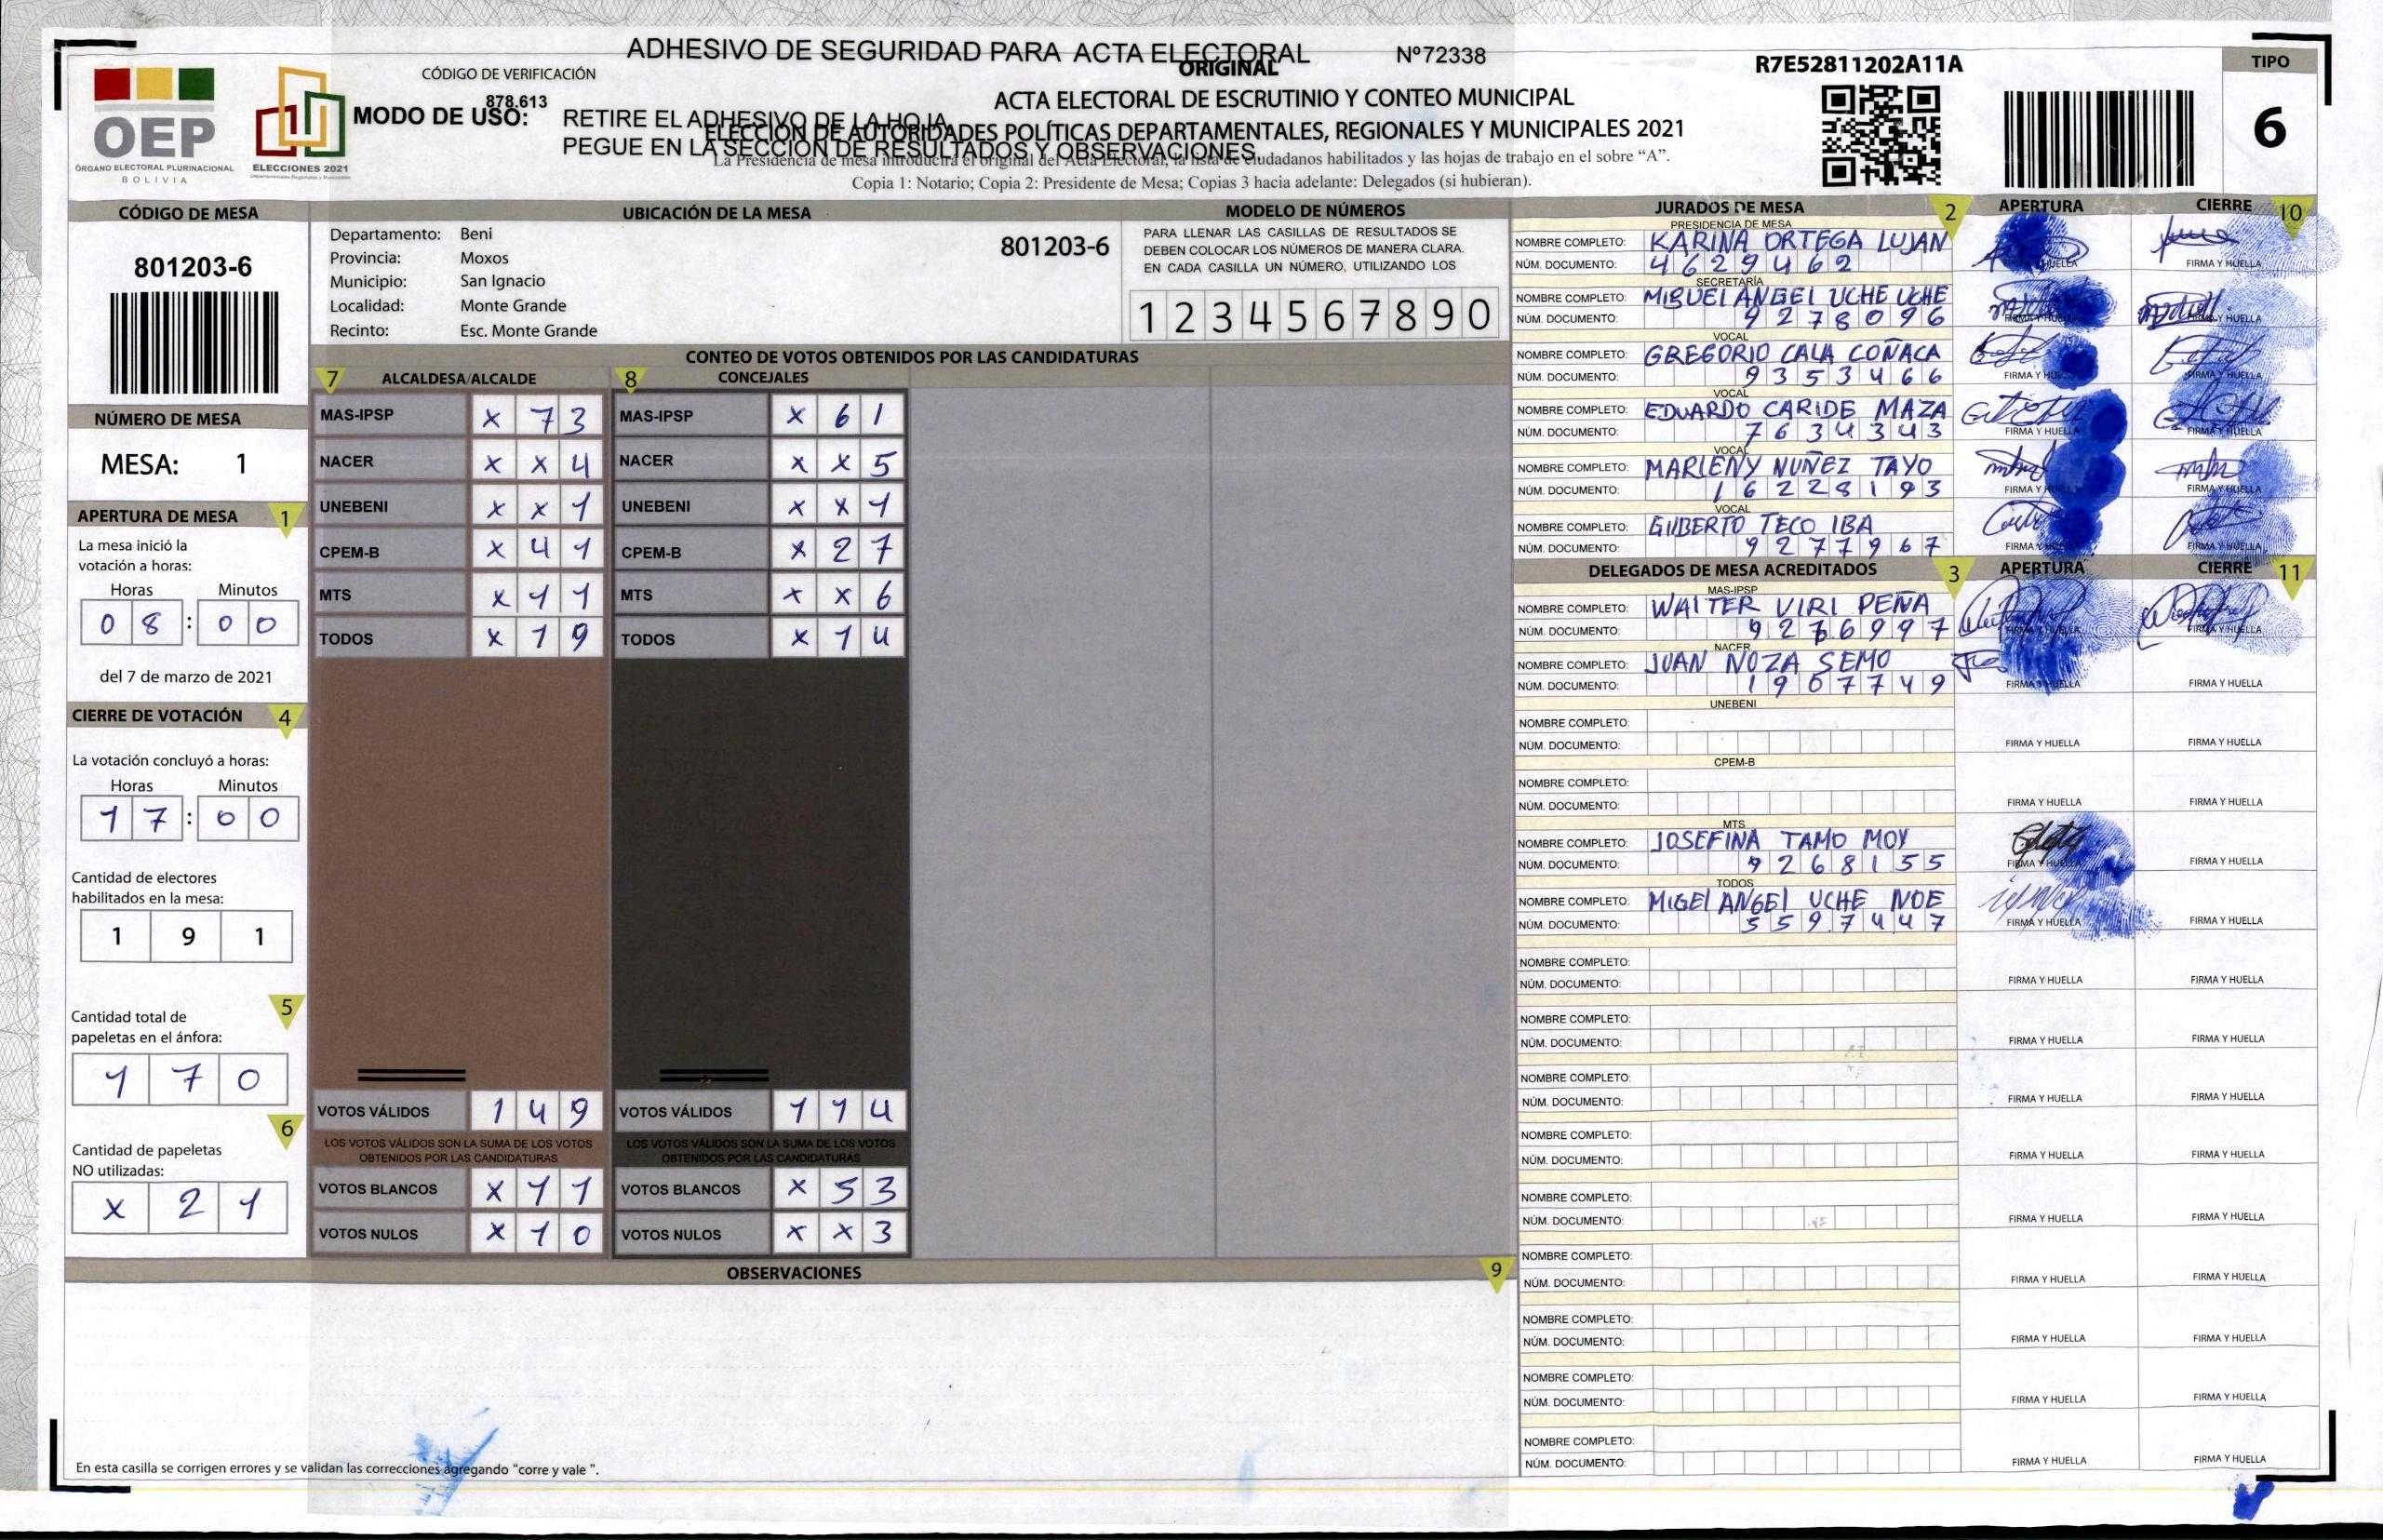 ADHESIVO DE SEGURIDAD PARA ACTA ELECTORAL Nº72338
ORIGINAL
CÓDIGO DE VERIFICACIÓN
878.613
MODO DE USO: RETIRE EL ADHESIVO DE LA HOJA
PEGUE EN LA SECCIÓN DE RESULTADOS Y OBSERVACIONES
ACTA ELECTORAL DE ESCRUTINIO Y CONTEO MUNICIPAL
ELECCIÓN DE AUTORIDADES POLÍTICAS DEPARTAMENTALES, REGIONALES Y MUNICIPALES 2021
La Presidencia de mesa introducirá el original del Acta Electoral, la lista de ciudadanos habilitados y las hojas de trabajo en el sobre “A”.
Copia 1: Notario; Copia 2: Presidente de Mesa; Copias 3 hacia adelante: Delegados (si hubieran).
R7E52811202A11A
TIPO
6
OEP
ÓRGANO ELECTORAL PLURINACIONAL
BOLIVIA
ELECCIONES 2021
CÓDIGO DE MESA
801203-6
NÚMERO DE MESA
MESA: 1
APERTURA DE MESA 1
La mesa inició la
votación a horas:
Horas Minutos
0 8 : 0 0
del 7 de marzo de 2021
CIERRE DE VOTACIÓN 4
La votación concluyó a horas:
Horas Minutos
1 7 : 0 0
Cantidad de electores
habilitados en la mesa:
1 9 1
5
Cantidad total de
papeletas en el ánfora:
1 7 0
6
Cantidad de papeletas
NO utilizadas:
X 2 1
UBICACIÓN DE LA MESA
Departamento: Beni
Provincia: Moxos
Municipio: San Ignacio
Localidad: Monte Grande
Recinto: Esc. Monte Grande
801203-6
MODELO DE NÚMEROS
PARA LLENAR LAS CASILLAS DE RESULTADOS SE
DEBEN COLOCAR LOS NÚMEROS DE MANERA CLARA.
EN CADA CASILLA UN NÚMERO, UTILIZANDO LOS
1 2 3 4 5 6 7 8 9 0
CONTEO DE VOTOS OBTENIDOS POR LAS CANDIDATURAS
7 ALCALDESA/ALCALDE
MAS-IPSP X 7 3
NACER X X 4
UNEBENI X X 1
CPEM-B X 4 1
MTS X 1 1
TODOS X 1 9
VOTOS VÁLIDOS 1 4 9
LOS VOTOS VÁLIDOS SON LA SUMA DE LOS VOTOS
OBTENIDOS POR LAS CANDIDATURAS
VOTOS BLANCOS X 1 1
VOTOS NULOS X 1 0
8 CONCEJALES
MAS-IPSP X 6 1
NACER X X 5
UNEBENI X X 1
CPEM-B X 2 7
MTS X X 6
TODOS X 1 4
VOTOS VÁLIDOS 1 1 4
LOS VOTOS VÁLIDOS SON LA SUMA DE LOS VOTOS
OBTENIDOS POR LAS CANDIDATURAS
VOTOS BLANCOS X 5 3
VOTOS NULOS X X 3
OBSERVACIONES 9
En esta casilla se corrigen errores y se validan las correcciones agregando "corre y vale ".
JURADOS DE MESA 2 APERTURA CIERRE 10
PRESIDENCIA DE MESA
NOMBRE COMPLETO: KARINA ORTEGA LUJAN
NÚM. DOCUMENTO: 4629462
HUELLA FIRMA Y HUELLA
SECRETARÍA
NOMBRE COMPLETO: MIGUEL ANGEL UCHE UCHE
NÚM. DOCUMENTO: 9278096
FIRMA Y HUELLA FIRMA Y HUELLA
VOCAL
NOMBRE COMPLETO: GREGORIO CALA COÑACA
NÚM. DOCUMENTO: 9353466
FIRMA Y HUELLA FIRMA Y HUELLA
VOCAL
NOMBRE COMPLETO: EDUARDO CARIDE MAZA
NÚM. DOCUMENTO: 7634343
FIRMA Y HUELLA FIRMA Y HUELLA
VOCAL
NOMBRE COMPLETO: MARLENY NUÑEZ TAYO
NÚM. DOCUMENTO: 16228193
FIRMA Y HUELLA FIRMA Y HUELLA
VOCAL
NOMBRE COMPLETO: GILBERTO TECO IBA
NÚM. DOCUMENTO: 9277967
FIRMA Y HUELLA FIRMA Y HUELLA
DELEGADOS DE MESA ACREDITADOS 3 APERTURA CIERRE 11
MAS-IPSP
NOMBRE COMPLETO: WALTER VIRI PEÑA
NÚM. DOCUMENTO: 9276997
FIRMA Y HUELLA FIRMA Y HUELLA
NACER
NOMBRE COMPLETO: JUAN NOZA SEMO
NÚM. DOCUMENTO: 1907749
FIRMA Y HUELLA FIRMA Y HUELLA
UNEBENI
NOMBRE COMPLETO:
NÚM. DOCUMENTO:
FIRMA Y HUELLA FIRMA Y HUELLA
CPEM-B
NOMBRE COMPLETO:
NÚM. DOCUMENTO:
FIRMA Y HUELLA FIRMA Y HUELLA
MTS
NOMBRE COMPLETO: JOSEFINA TAMO MOY
NÚM. DOCUMENTO: 9268155
FIRMA Y HUELLA FIRMA Y HUELLA
TODOS
NOMBRE COMPLETO: MIGEL ANGEL UCHE NOE
NÚM. DOCUMENTO: 5597447
FIRMA Y HUELLA FIRMA Y HUELLA
NOMBRE COMPLETO:
NÚM. DOCUMENTO:
FIRMA Y HUELLA FIRMA Y HUELLA
NOMBRE COMPLETO:
NÚM. DOCUMENTO:
FIRMA Y HUELLA FIRMA Y HUELLA
NOMBRE COMPLETO:
NÚM. DOCUMENTO:
FIRMA Y HUELLA FIRMA Y HUELLA
NOMBRE COMPLETO:
NÚM. DOCUMENTO:
FIRMA Y HUELLA FIRMA Y HUELLA
NOMBRE COMPLETO:
NÚM. DOCUMENTO:
FIRMA Y HUELLA FIRMA Y HUELLA
NOMBRE COMPLETO:
NÚM. DOCUMENTO:
FIRMA Y HUELLA FIRMA Y HUELLA
NOMBRE COMPLETO:
NÚM. DOCUMENTO:
FIRMA Y HUELLA FIRMA Y HUELLA
NOMBRE COMPLETO:
NÚM. DOCUMENTO:
FIRMA Y HUELLA FIRMA Y HUELLA
NOMBRE COMPLETO:
NÚM. DOCUMENTO:
FIRMA Y HUELLA FIRMA Y HUELLA